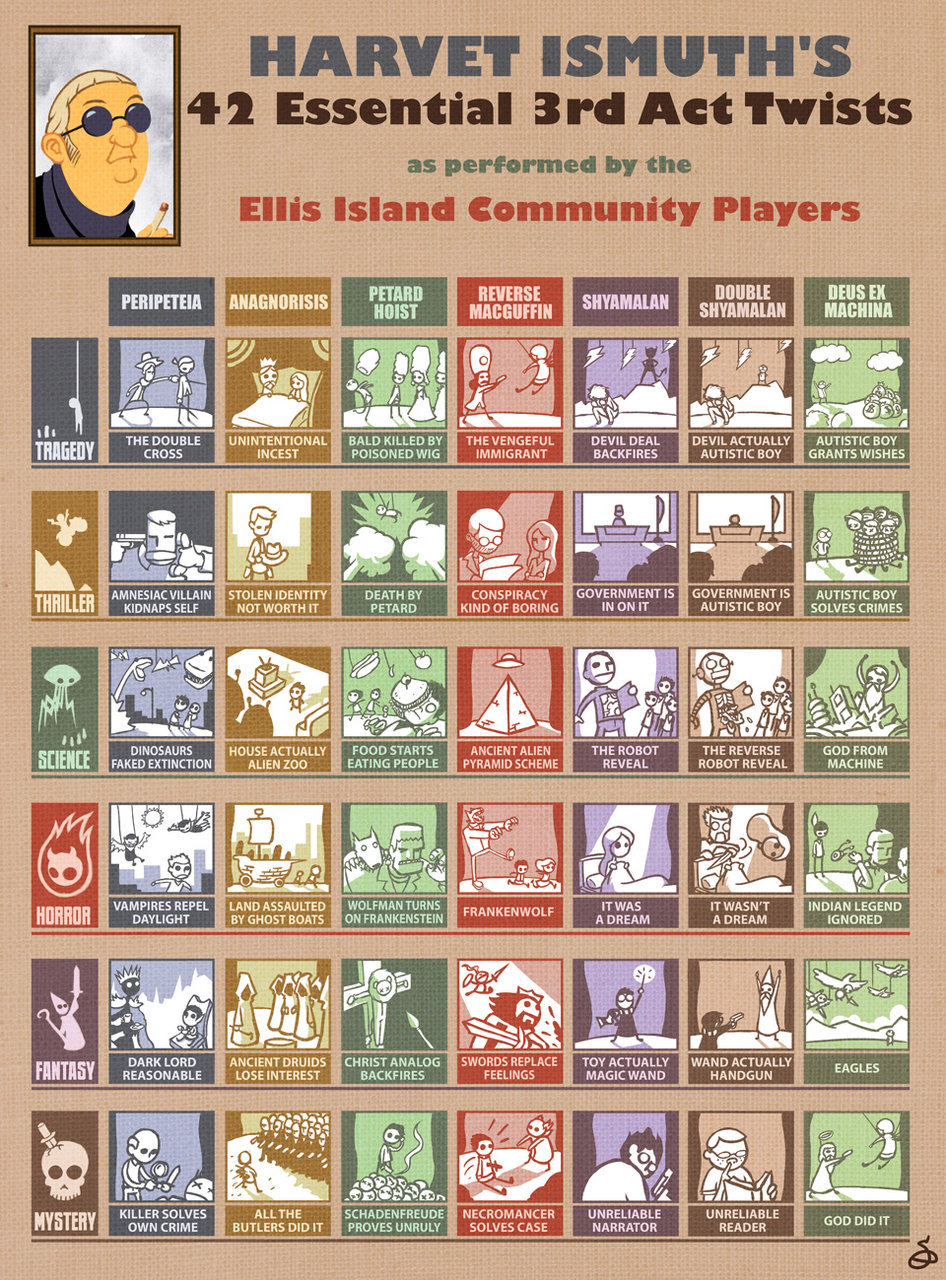 HARVET ISMUTH'S
42 Essential 3rd Act Twists
as performed by the
Ellis Island Community Players
PERIPETEIA
ANAGNORISIS
PETARD
HOIST
REVERSE
MACGUFFIN
SHYAMALAN
DOUBLE
SHYAMALAN
DEUS EX
MACHINA
TRAGEDY
THE DOUBLE
CROSS
UNINTENTIONAL
INCEST
BALD KILLED BY
POISONED WIG
THE VENGEFUL
IMMIGRANT
DEVIL DEAL
BACKFIRES
DEVIL ACTUALLY
AUTISTIC BOY
AUTISTIC BOY
GRANTS WISHES
THRILLER
AMNESIAC VILLAIN
KIDNAPS SELF
STOLEN IDENTITY
NOT WORTH IT
DEATH BY
PETARD
CONSPIRACY
KIND OF BORING
GOVERNMENT IS
IN ON IT
GOVERNMENT IS
AUTISTIC BOY
AUTISTIC BOY
SOLVES CRIMES
SCIENCE
DINOSAURS
FAKED EXTINCTION
HOUSE ACTUALLY
ALIEN ZOO
FOOD STARTS
EATING PEOPLE
ANCIENT ALIEN
PYRAMID SCHEME
THE ROBOT
REVEAL
THE REVERSE
ROBOT REVEAL
GOD FROM
MACHINE
HORROR
VAMPIRES REPEL
DAYLIGHT
LAND ASSAULTED
BY GHOST BOATS
WOLFMAN TURNS
ON FRANKENSTEIN
FRANKENWOLF
IT WAS
A DREAM
IT WASN'T
A DREAM
INDIAN LEGEND
IGNORED
FANTASY
DARK LORD
REASONABLE
ANCIENT DRUIDS
LOSE INTEREST
CHRIST ANALOG
BACKFIRES
SWORDS REPLACE
FEELINGS
TOY ACTUALLY
MAGIC WAND
WAND ACTUALLY
HANDGUN
EAGLES
MYSTERY
KILLER SOLVES
OWN CRIME
ALL THE
BUTLERS DID IT
SCHADENFREUDE
PROVES UNRULY
NECROMANCER
SOLVES CASE
UNRELIABLE
NARRATOR
UNRELIABLE
READER
GOD DID IT